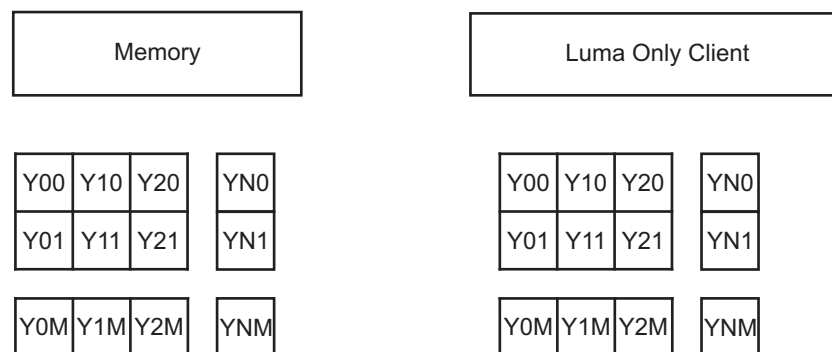 Memory Luma Only Client
Y00 Y10 Y20 YN0 Y00 Y10 Y20 YN0
Y01 Y11 Y21 YN1 Y01 Y11 Y21 YN1
Y0M Y1M Y2M YNM Y0M Y1M Y2M YNM